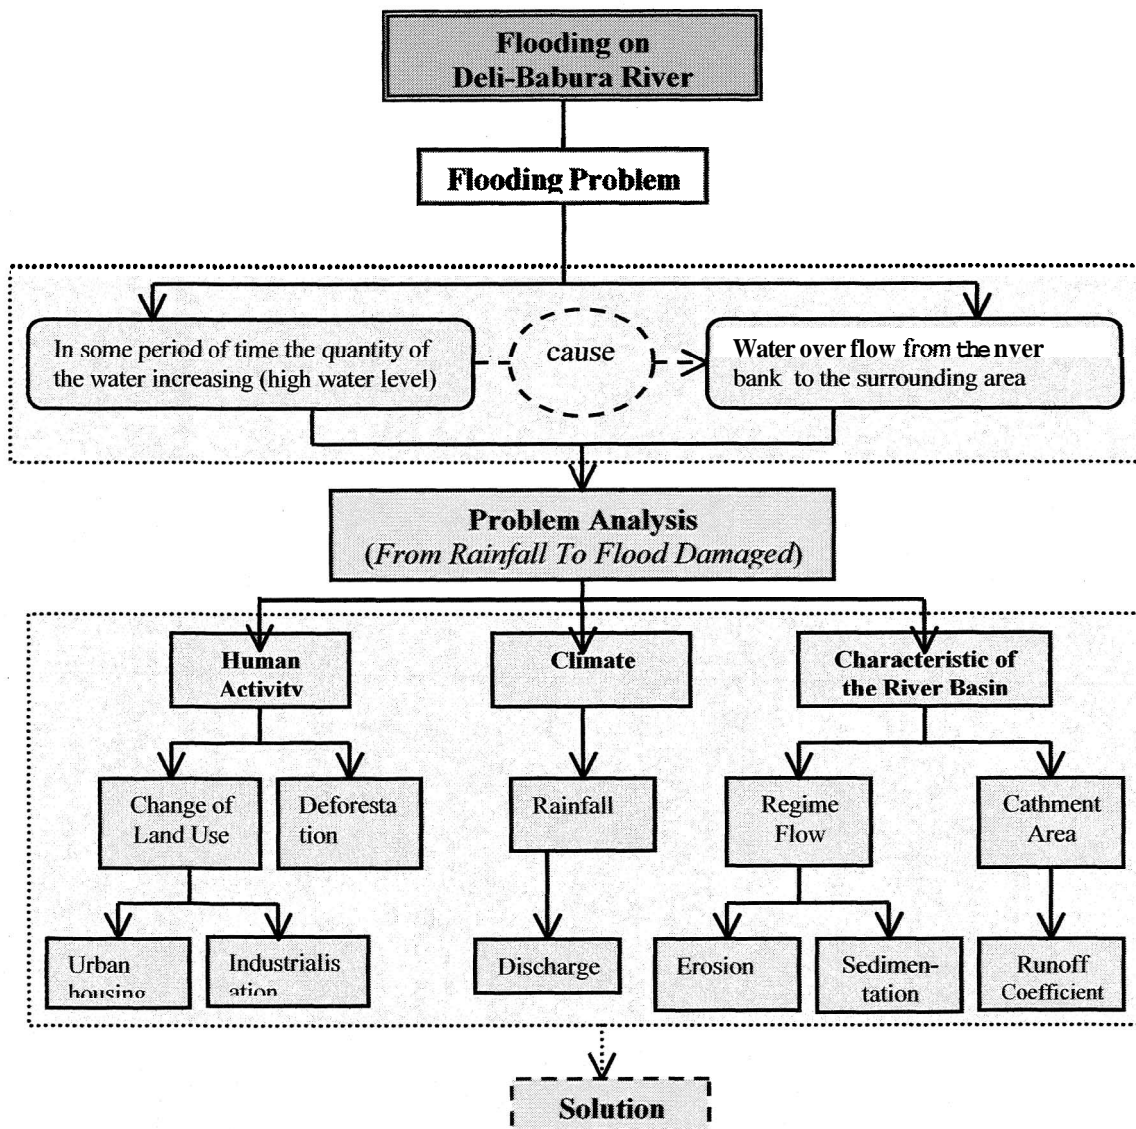 Flooding on
Deli-Babura River
Flooding Problem
In some period of time the quantity of
the water increasing (high water level)
cause
Water over flow from the nver
bank to the surrounding area
Problem Analysis
(From Rainfall To Flood Damaged)
Human
Activity
Climate
Characteristic of
the River Basin
Change of
Land Use
Deforesta
tion
Rainfall
Regime
Flow
Cathment
Area
Urban
housing
Industrialis
ation
Discharge
Erosion
Sedimen-
tation
Runoff
Coefficient
Solution